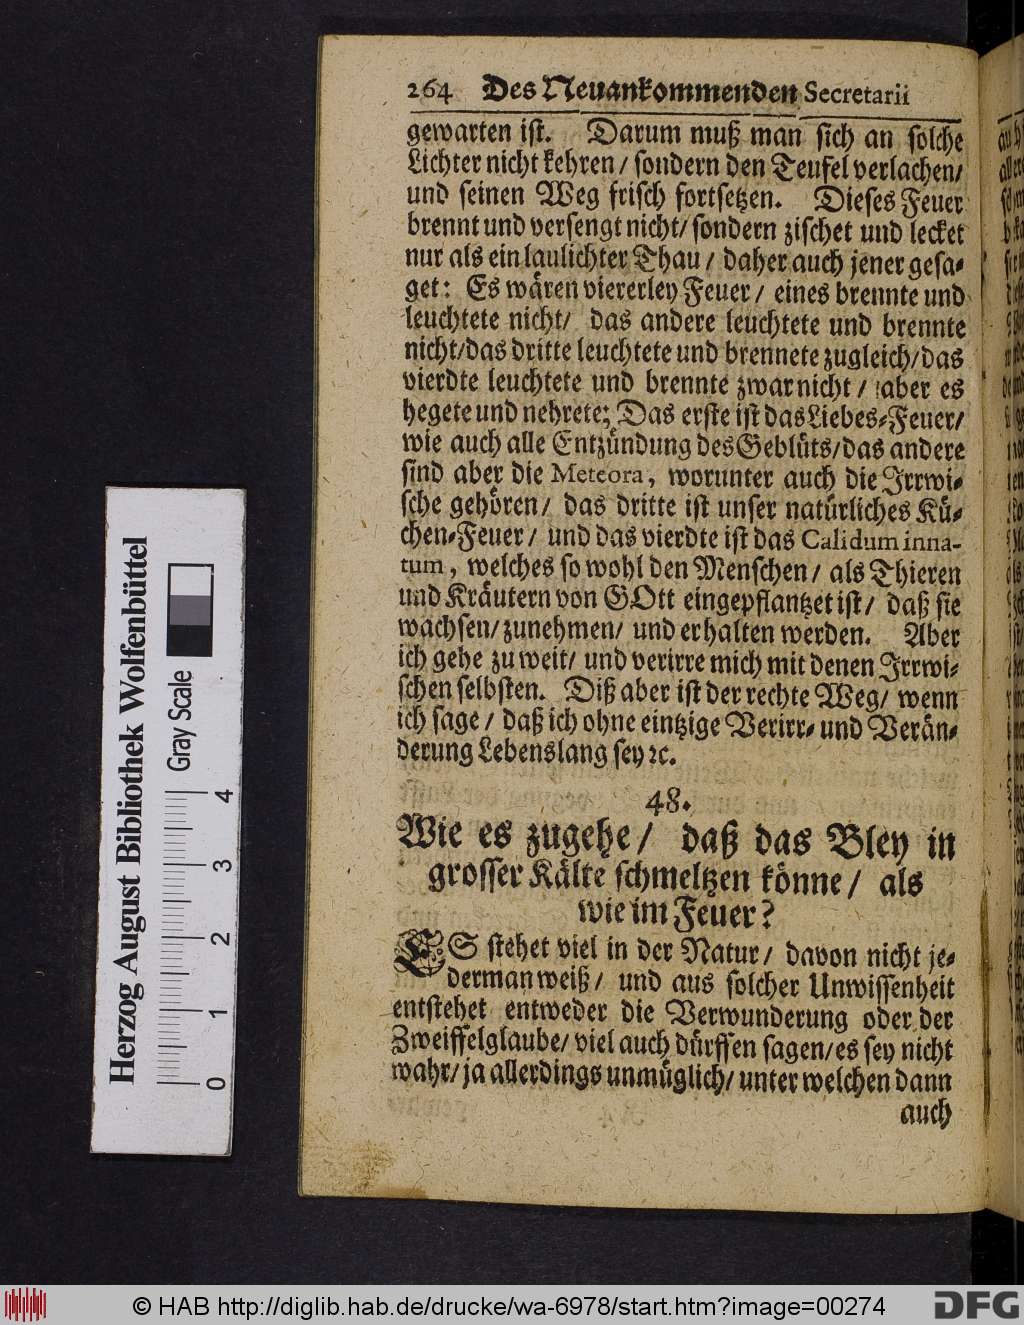 264 Des Neuankommenden Secretarii
gewarten ist. Darum muß man sich an solche
Lichter nicht kehren / sondern den Teufel verlachen /
und seinen Weg frisch fortsetzen. Dieses Feuer
brennt und versengt nicht / sondern zischet und lecket
nur als ein laulichter Thau / daher auch jener gesa-
get: Es wären viererley Feuer / eines brennte und
leuchtete nicht / das andere leuchtete und brennte
nicht / das dritte leuchtete und brennete zugleich / das
vierdte leuchtete und brennte zwar nicht / aber es
hegete und nehrete; Das erste ist das Liebes-Feuer /
wie auch alle Entzündung des Geblüts / das andere
sind aber die Meteora, worunter auch die Irrwi-
sche gehören / das dritte ist unser natürliches Kü-
chen-Feuer / und das vierdte ist das Calidum inna-
tum, welches so wohl den Menschen / als Thieren
und Kräutern von GOtt eingepflantzet ist / daß sie
wachsen / zunehmen / und erhalten werden. Aber
ich gehe zu weit / und verirre mich mit denen Irrwi-
schen selbsten. Diß aber ist der rechte Weg / wenn
ich sage / daß ich ohne eintzige Verirr- und Verän-
derung Lebenslang sey ꝛc.
48.
Wie es zugehe / daß das Bley in
grosser Kälte schmeltzen könne / als
wie im Feuer?
ES stehet viel in der Natur / davon nicht je-
derman weiß / und aus solcher Unwissenheit
entstehet entweder die Verwunderung oder der
Zweiffelglaube / viel auch dürffen sagen / es sey nicht
wahr / ja allerdings unmüglich / unter welchen dann
auch
Herzog August Bibliothek Wolfenbüttel
Gray Scale
0 1 2 3 4
© HAB http://diglib.hab.de/drucke/wa-6978/start.htm?image=00274
DFG